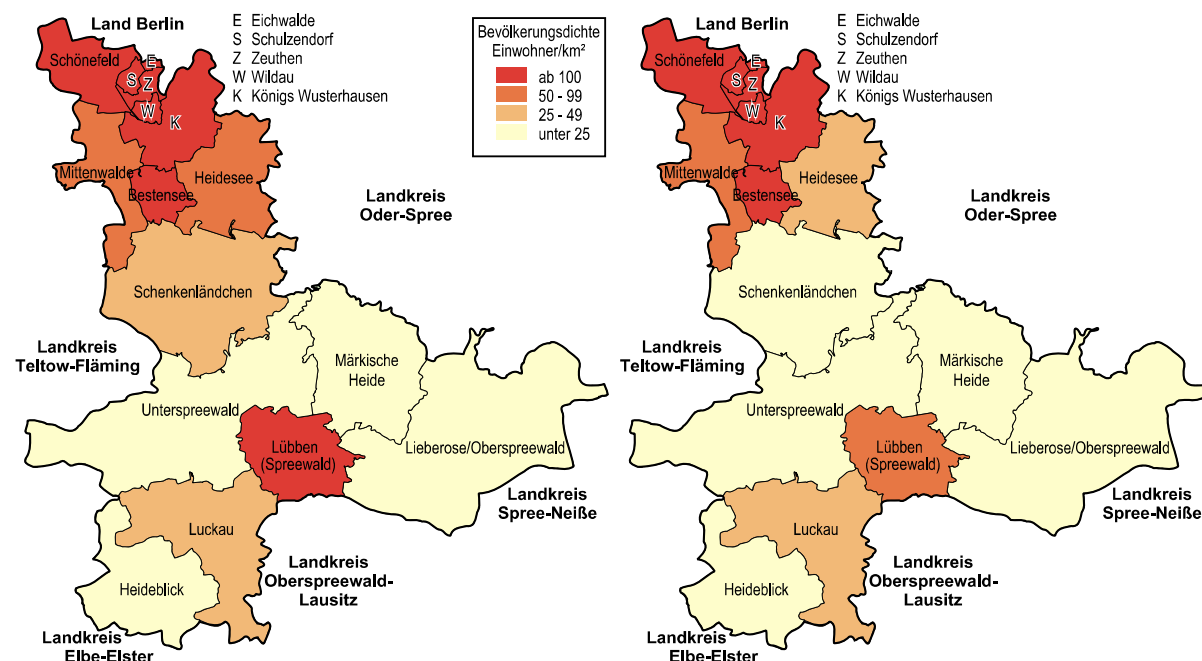 Land Berlin
E Eichwalde
S Schulzendorf
Z Zeuthen
W Wildau
K Königs Wusterhausen
Schönefeld
E
S
Z
W
K
Mittenwalde
Heidesee
Bestensee
Landkreis
Oder-Spree
Schenkenländchen
Landkreis
Teltow-Fläming
Märkische
Heide
Unterspreewald
Lübben
(Spreewald)
Lieberose/Oberspreewald
Landkreis
Spree-Neiße
Luckau
Landkreis
Oberspreewald-
Lausitz
Heideblick
Landkreis
Elbe-Elster
Bevölkerungsdichte
Einwohner/km²
ab 100
50 - 99
25 - 49
unter 25
Land Berlin
E Eichwalde
S Schulzendorf
Z Zeuthen
W Wildau
K Königs Wusterhausen
Schönefeld
E
S
Z
W
K
Mittenwalde
Heidesee
Bestensee
Landkreis
Oder-Spree
Schenkenländchen
Landkreis
Teltow-Fläming
Märkische
Heide
Unterspreewald
Lübben
(Spreewald)
Lieberose/Oberspreewald
Landkreis
Spree-Neiße
Luckau
Landkreis
Oberspreewald-
Lausitz
Heideblick
Landkreis
Elbe-Elster